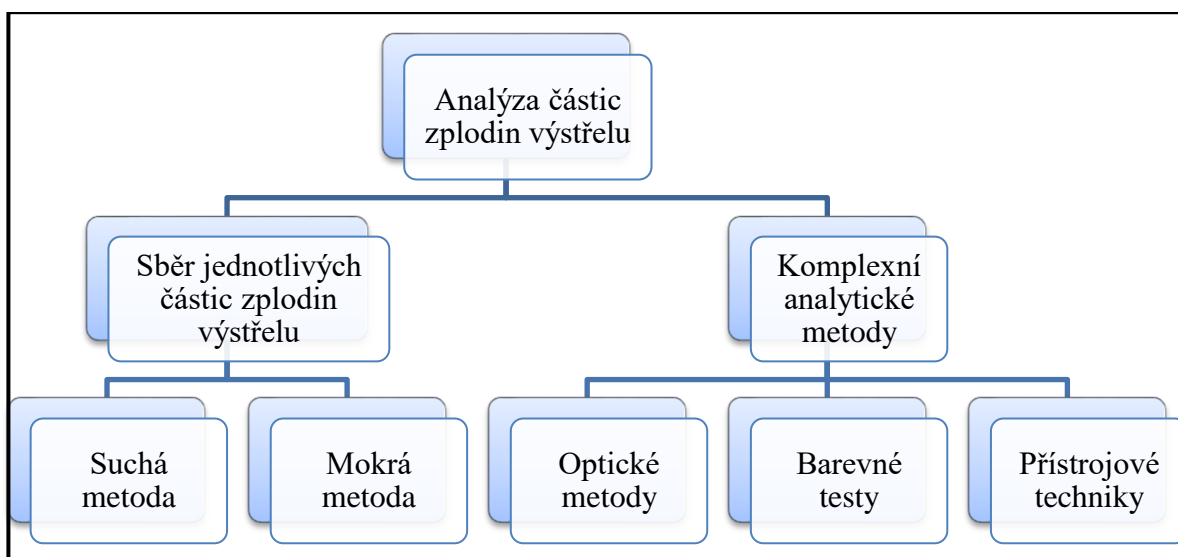 Analýza částic
zplodin výstřelu
Sběr jednotlivých
částic zplodin
výstřelu
Komplexní
analytické
metody
Suchá
metoda
Mokrá
metoda
Optické
metody
Barevné
testy
Přístrojové
techniky